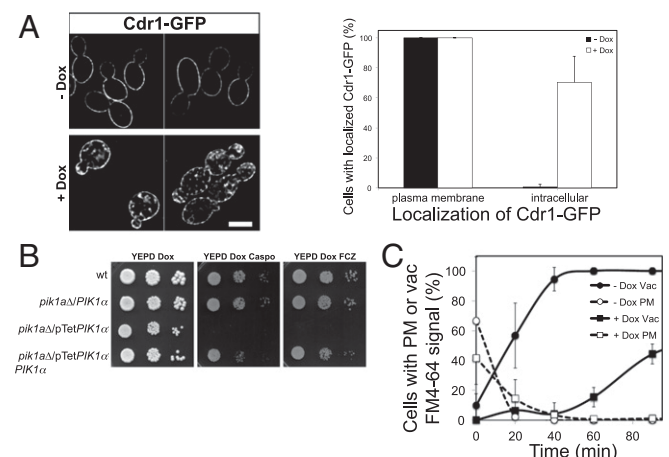 A
Cdr1-GFP
- Dox
+ Dox
Cells with localized Cdr1-GFP (%)
100
80
60
40
20
0
- Dox
+ Dox
plasma membrane
intracellular
Localization of Cdr1-GFP
B
YEPD Dox
YEPD Dox Caspo
YEPD Dox FCZ
wt
pik1aΔ/PIK1α
pik1aΔ/pTetPIK1α
pik1aΔ/pTetPIK1α
PIK1α
C
Cells with PM or vac
FM4-64 signal (%)
100
80
60
40
20
0
- Dox Vac
- Dox PM
+ Dox Vac
+ Dox PM
0
20
40
60
80
Time (min)